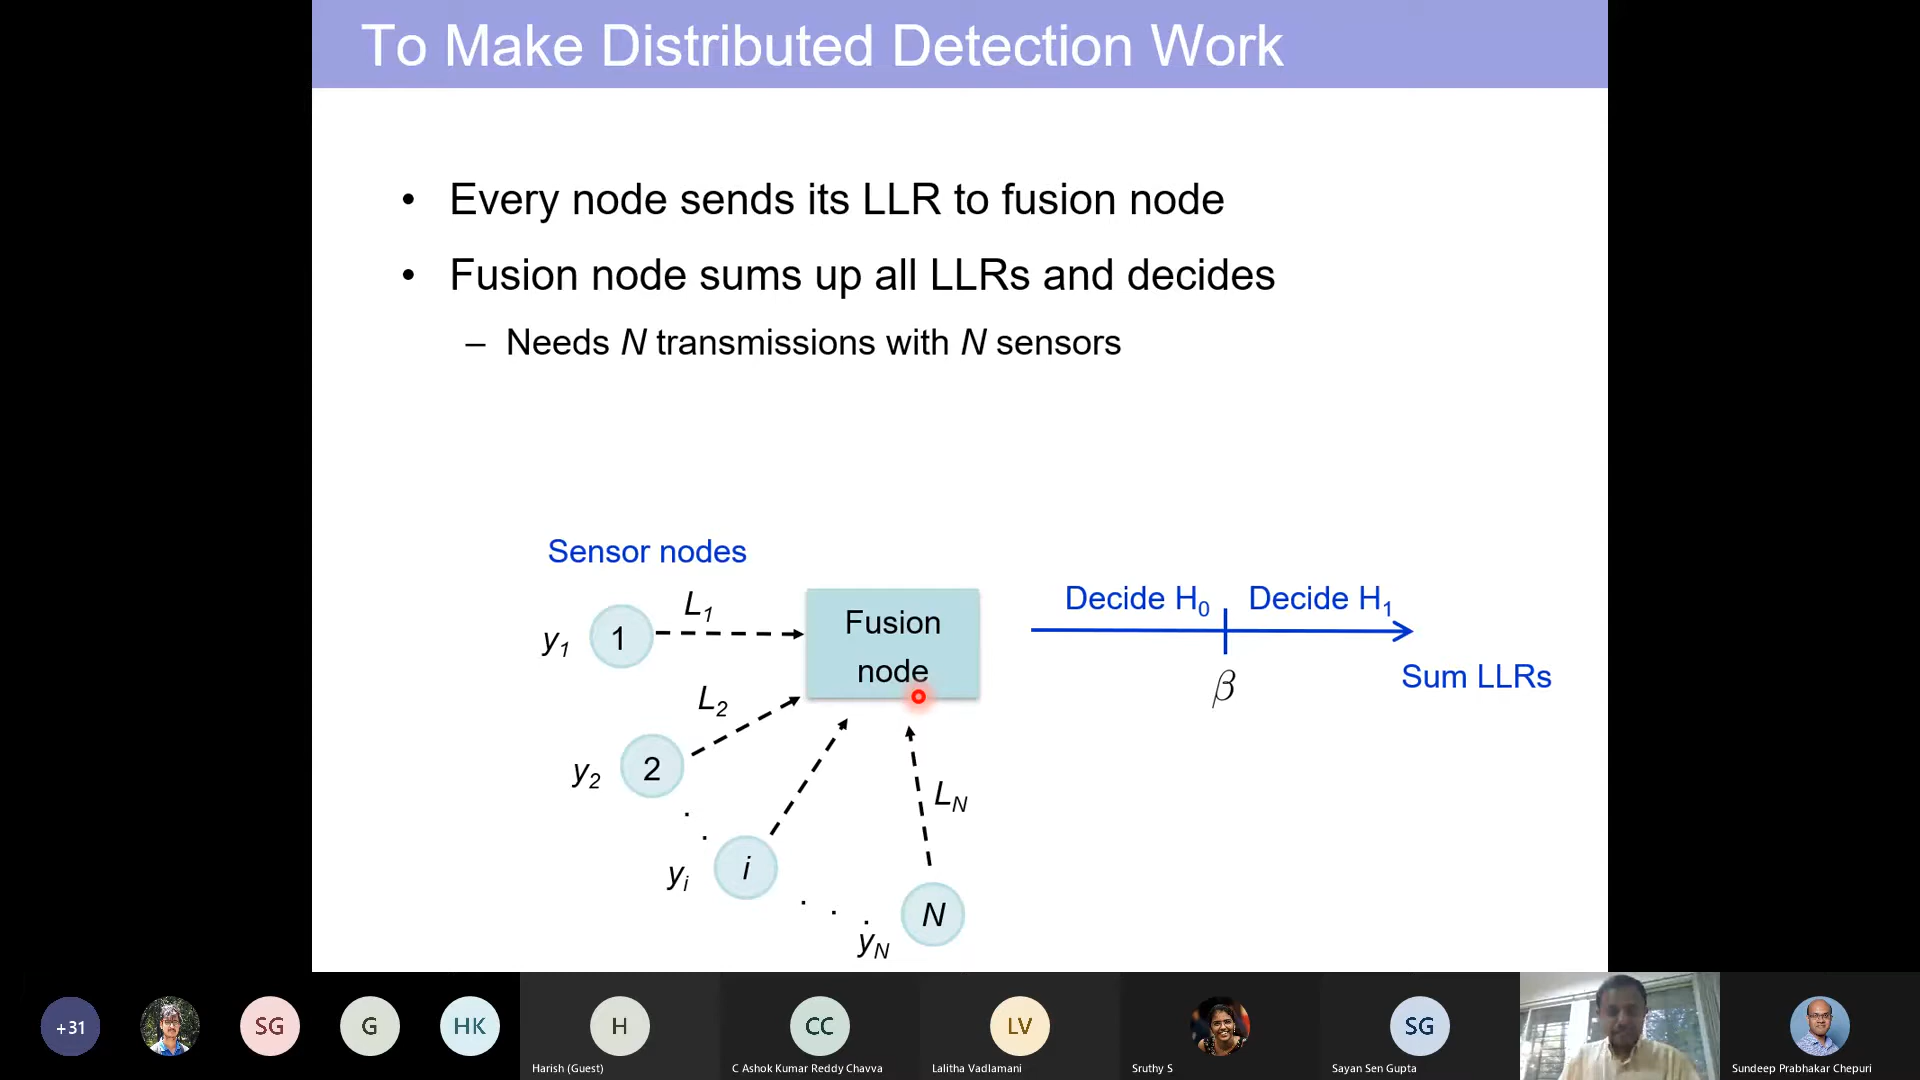 To Make Distributed Detection Work
• Every node sends its LLR to fusion node
• Fusion node sums up all LLRs and decides
– Needs N transmissions with N sensors
Sensor nodes
y1 1 L1
Fusion
node
Decide H0 Decide H1
β
Sum LLRs
y2 2 L2
yi i
LN
yN N
+31
SG
G
HK
H
Harish (Guest)
CC
C Ashok Kumar Reddy Chavva
LV
Lalitha Vadlamani
Sruthy S
SG
Sayan Sen Gupta
Sundeep Prabhakar Chepuri